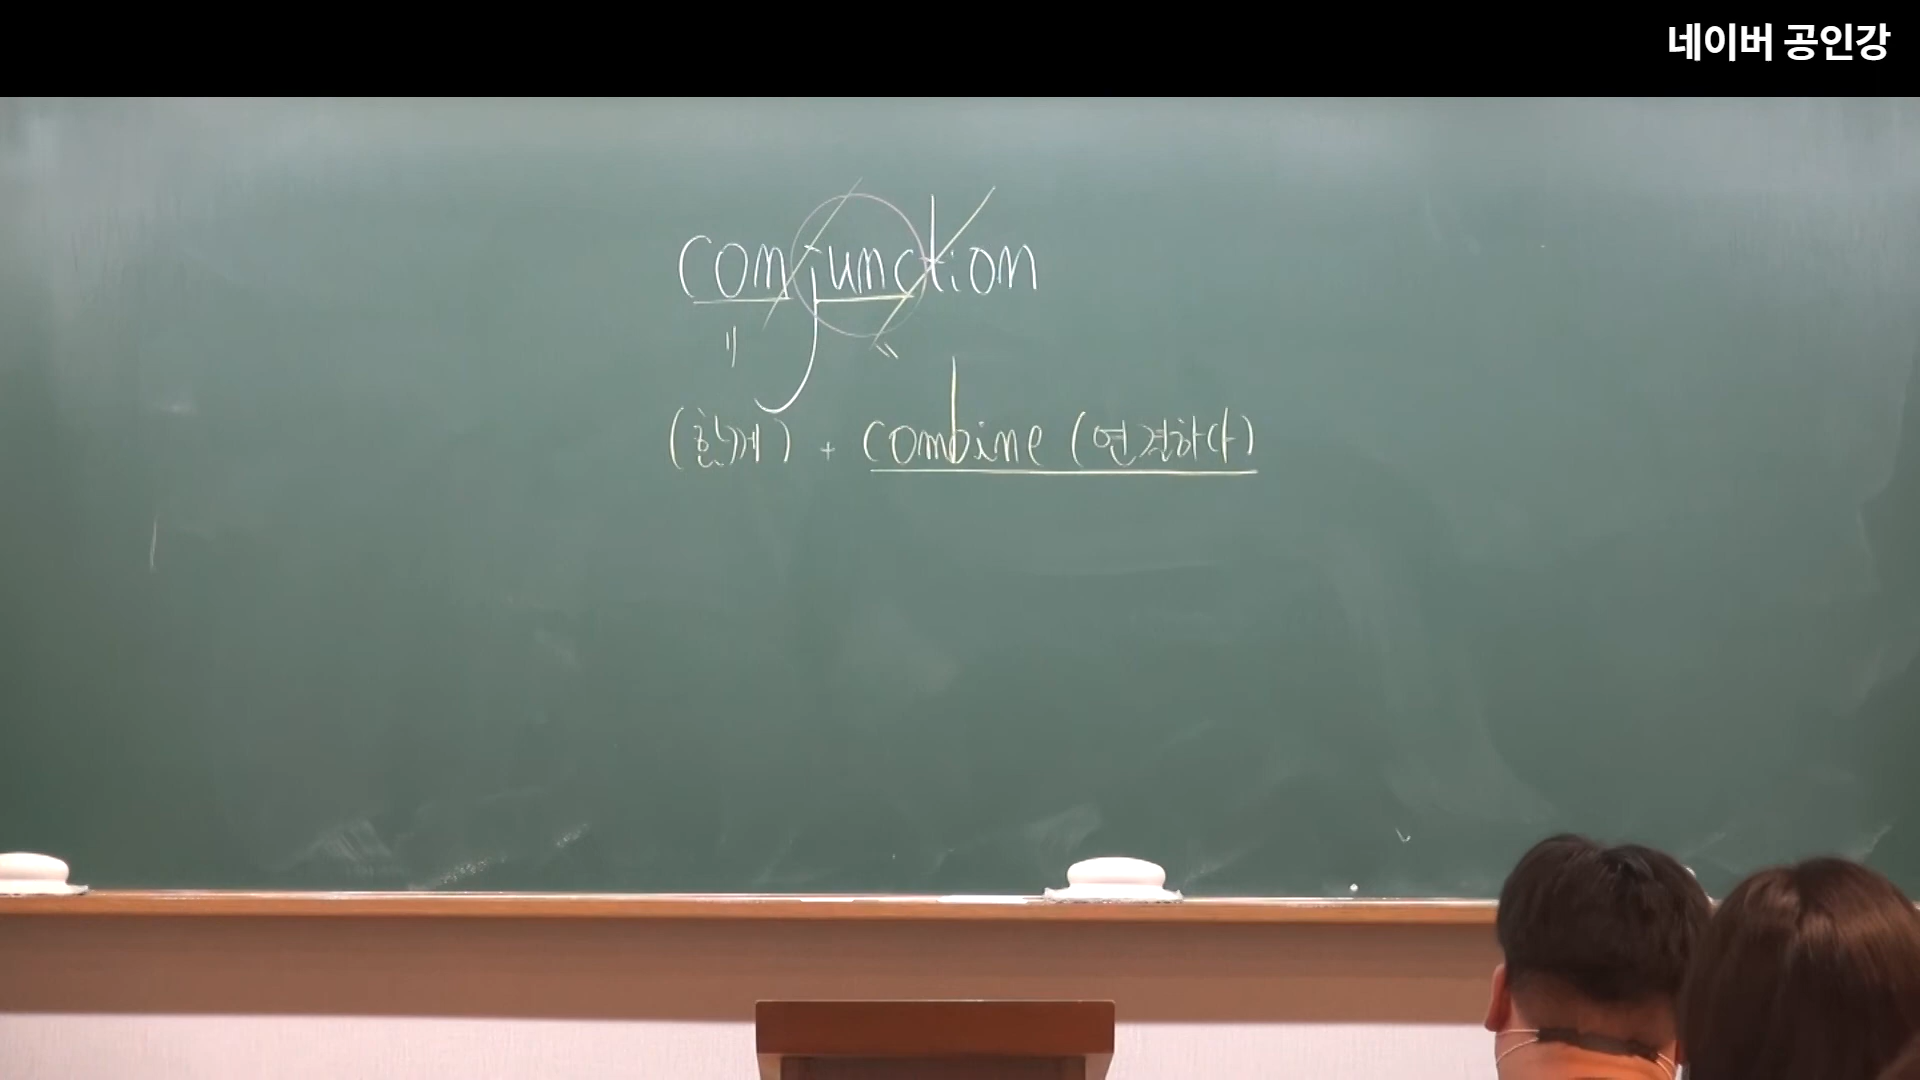 네이버 공인강
conjunction
" "
(함께) + combine (연결하다)